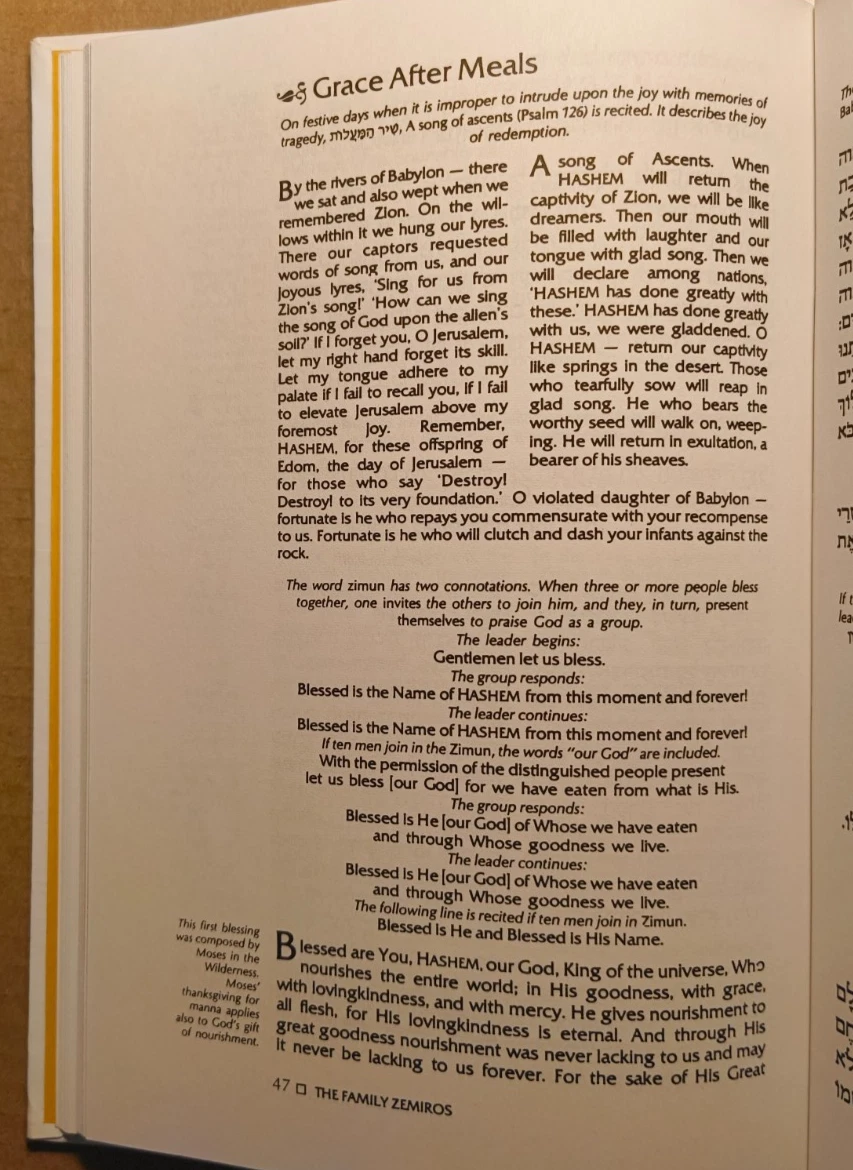 Grace After Meals
On festive days when it is improper to intrude upon the joy with memories of
tragedy, שיר המעלות, A song of ascents (Psalm 126) is recited. It describes the joy
of redemption.
By the rivers of Babylon — there
we sat and also wept when we
remembered Zion. On the wil-
lows within it we hung our lyres.
There our captors requested
words of song from us, and our
joyous lyres, 'Sing for us from
Zion's song!' 'How can we sing
the song of God upon the alien's
soil?' If I forget you, O Jerusalem,
let my right hand forget its skill.
Let my tongue adhere to my
palate if I fail to recall you, If I fail
to elevate Jerusalem above my
foremost joy. Remember,
HASHEM, for these offspring of
Edom, the day of Jerusalem —
for those who say 'Destroy!
Destroy! to its very foundation.' O violated daughter of Babylon —
fortunate is he who repays you commensurate with your recompense
to us. Fortunate is he who will clutch and dash your infants against the
rock.
A song of Ascents. When
HASHEM will return the
captivity of Zion, we will be like
dreamers. Then our mouth will
be filled with laughter and our
tongue with glad song. Then we
will declare among nations,
'HASHEM has done greatly with
these.' HASHEM has done greatly
with us, we were gladdened. O
HASHEM — return our captivity
like springs in the desert. Those
who tearfully sow will reap in
glad song. He who bears the
worthy seed will walk on, weep-
ing. He will return in exultation, a
bearer of his sheaves.
The word zimun has two connotations. When three or more people bless
together, one invites the others to join him, and they, in turn, present
themselves to praise God as a group.
The leader begins:
Gentlemen let us bless.
The group responds:
Blessed is the Name of HASHEM from this moment and forever!
The leader continues:
Blessed is the Name of HASHEM from this moment and forever!
If ten men join in the Zimun, the words "our God" are included.
With the permission of the distinguished people present
let us bless [our God] for we have eaten from what is His.
The group responds:
Blessed is He [our God] of Whose we have eaten
and through Whose goodness we live.
The leader continues:
Blessed is He [our God] of Whose we have eaten
and through Whose goodness we live.
The following line is recited if ten men join in Zimun.
Blessed is He and Blessed is His Name.
This first blessing
was composed by
Moses in the
Wilderness.
Moses'
thanksgiving for
manna applies
also to God's gift
of nourishment.
Blessed are You, HASHEM, our God, King of the universe, Who
nourishes the entire world; in His goodness, with grace,
with lovingkindness, and with mercy. He gives nourishment to
all flesh, for His lovingkindness is eternal. And through His
great goodness nourishment was never lacking to us and may
it never be lacking to us forever. For the sake of His Great
47 □ THE FAMILY ZEMIROS